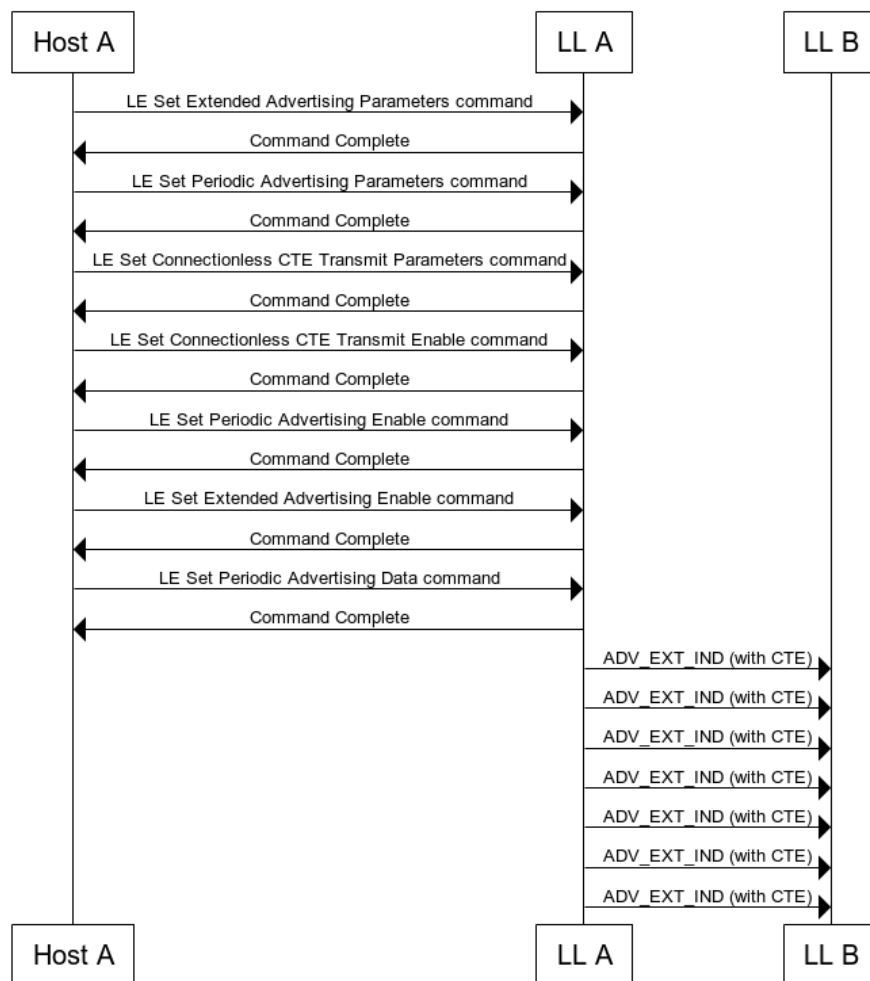 Host A LL A LL B
LE Set Extended Advertising Parameters command
Command Complete
LE Set Periodic Advertising Parameters command
Command Complete
LE Set Connectionless CTE Transmit Parameters command
Command Complete
LE Set Connectionless CTE Transmit Enable command
Command Complete
LE Set Periodic Advertising Enable command
Command Complete
LE Set Extended Advertising Enable command
Command Complete
LE Set Periodic Advertising Data command
Command Complete
ADV_EXT_IND (with CTE)
ADV_EXT_IND (with CTE)
ADV_EXT_IND (with CTE)
ADV_EXT_IND (with CTE)
ADV_EXT_IND (with CTE)
ADV_EXT_IND (with CTE)
ADV_EXT_IND (with CTE)
Host A LL A LL B